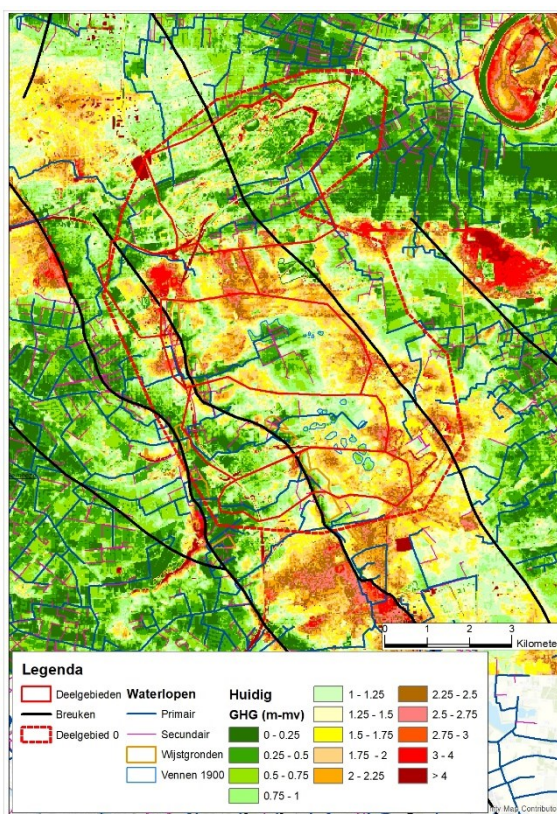 0 1 2 3
Kilomete
Legenda
Deelgebieden
Breuken
Deelgebied 0
Waterlopen
Primair
Secundair
Wijstgronden
Vennen 1900
Huidig
GHG (m-mv)
0 - 0.25
0.25 - 0.5
0.5 - 0.75
0.75 - 1
1 - 1.25
1.25 - 1.5
1.5 - 1.75
1.75 - 2
2 - 2.25
2.25 - 2.5
2.5 - 2.75
2.75 - 3
3 - 4
> 4
Map Contributo